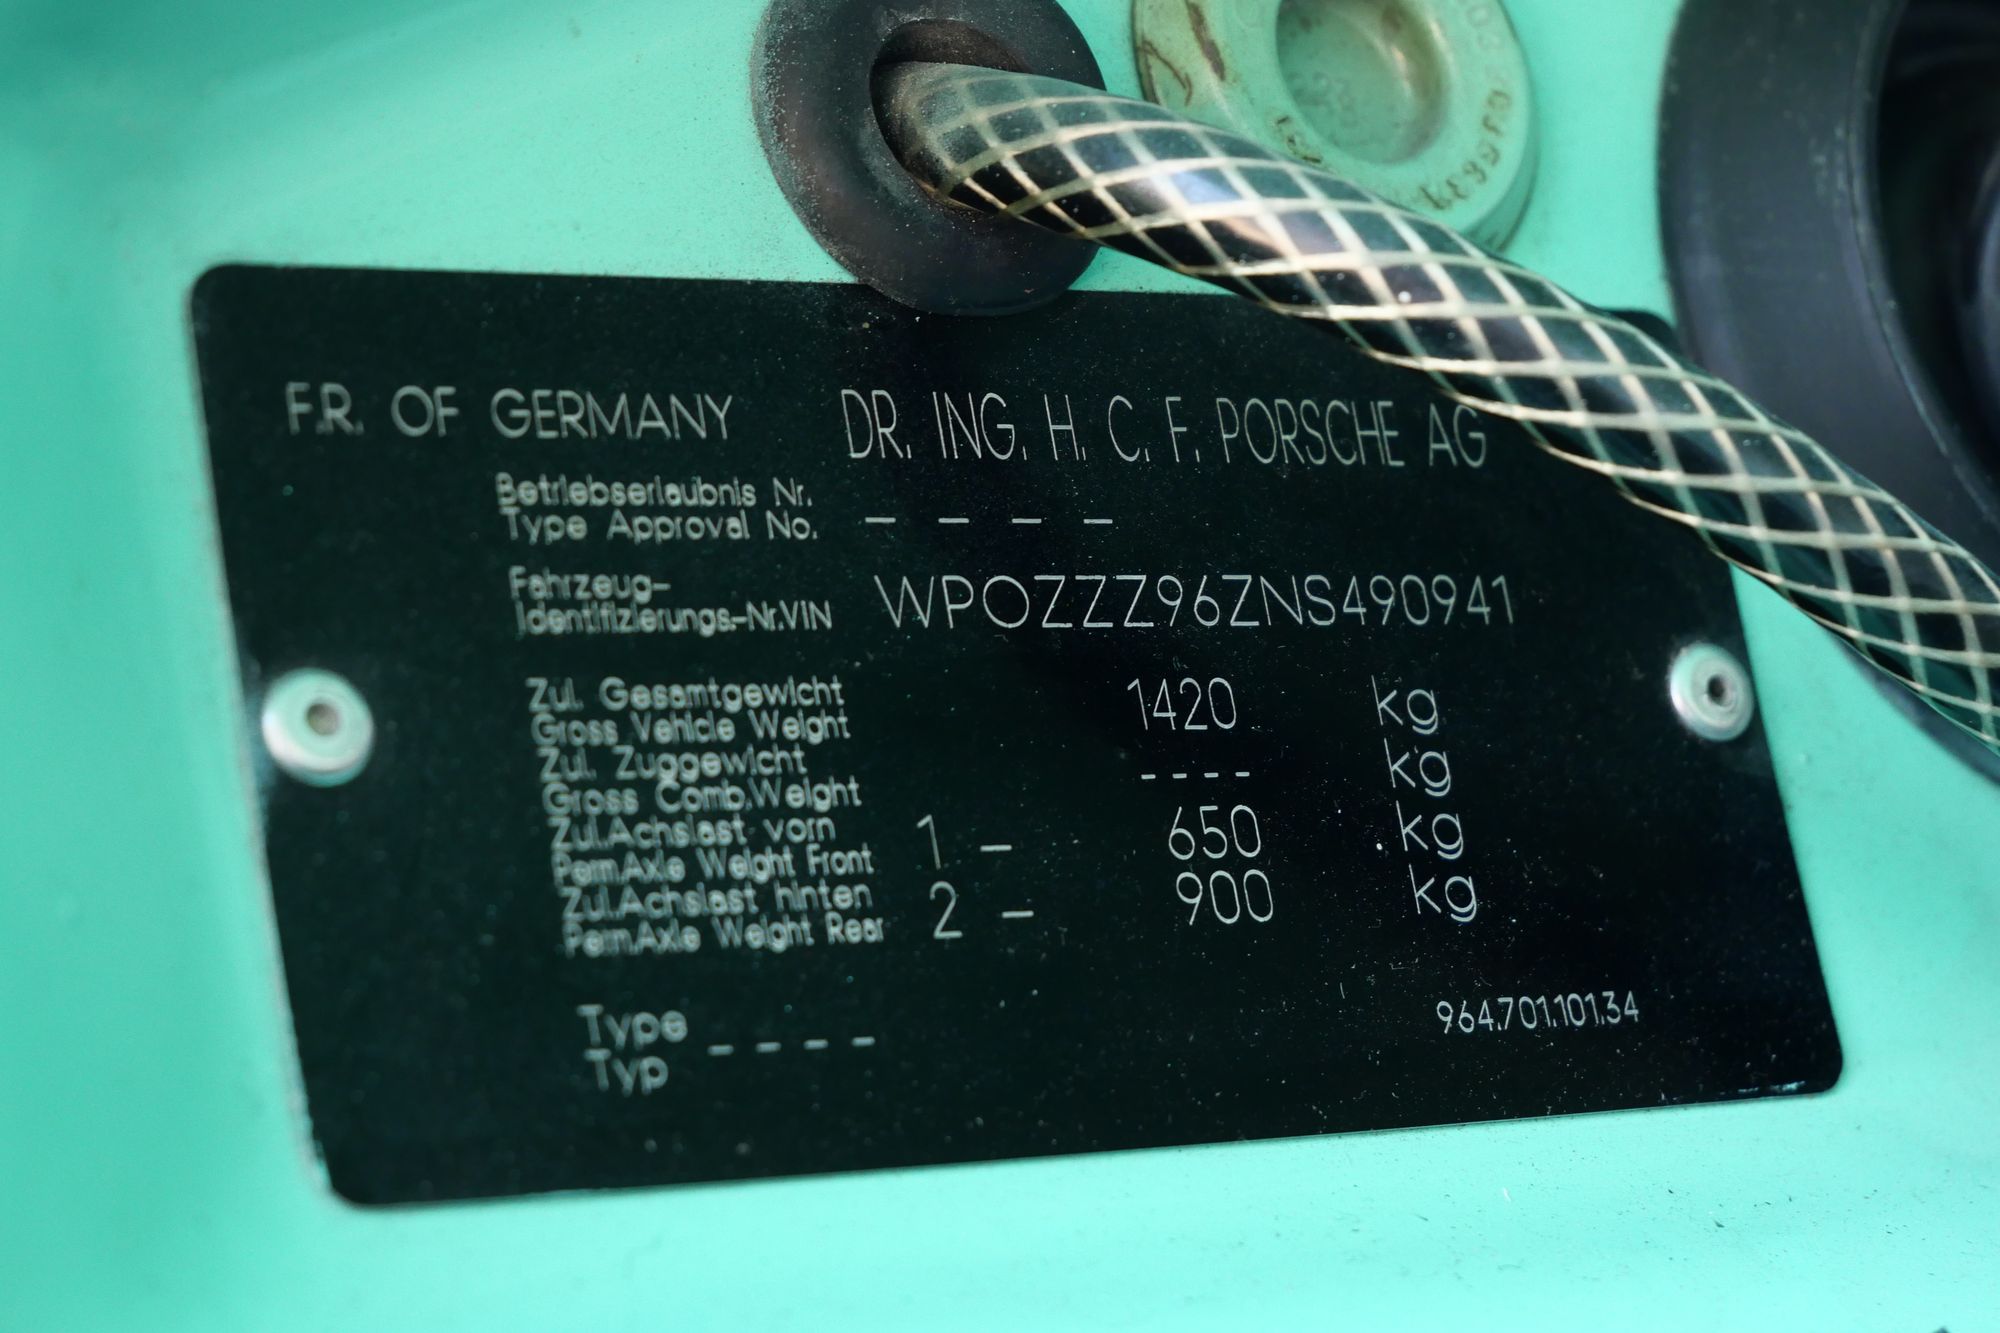 F.R. OF GERMANY DR. ING. H. C. F. PORSCHE AG
Betriebserlaubnis Nr.
Type Approval No. – – – –
Fahrzeug-
Identifizierungs.-Nr.VIN WP0ZZZ96ZNS490941
Zul. Gesamtgewicht
Gross Vehicle Weight 1420 kg
Zul. Zuggewicht
Gross Comb.Weight ---- kg
Zul.Achslast vorn
Perm.Axle Weight Front 1 – 650 kg
Zul.Achslast hinten
Perm.Axle Weight Rear 2 – 900 kg
Type
Typ – – – –
964.701.101.34